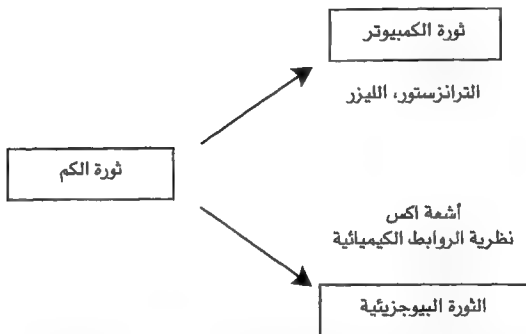 ثورة الكمبيوتر
الترانزستور، الليزر
ثورة الكم
أشعة اكس
نظرية الروابط الكيميائية
الثورة البيوجزيئية